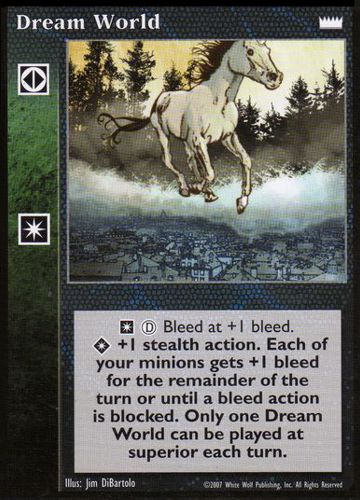 Dream World
D Bleed at +1 bleed.
+1 stealth action. Each of
your minions gets +1 bleed
for the remainder of the
turn or until a bleed action
is blocked. Only one Dream
World can be played at
superior each turn.
Illus: Jim DiBartolo ©2007 White Wolf Publishing, Inc. All Rights Reserved